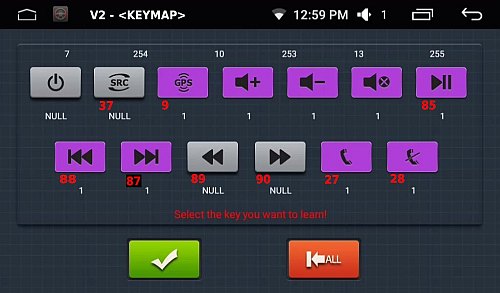 V2 - <KEYMAP> 12:59 PM 1
7 254 10 253 13 255
SRC GPS
37 9 85
NULL NULL 1 1 1 1 1
88 87 89 90 27 28
1 1 NULL NULL 1 1
Select the key you want to learn!
ALL